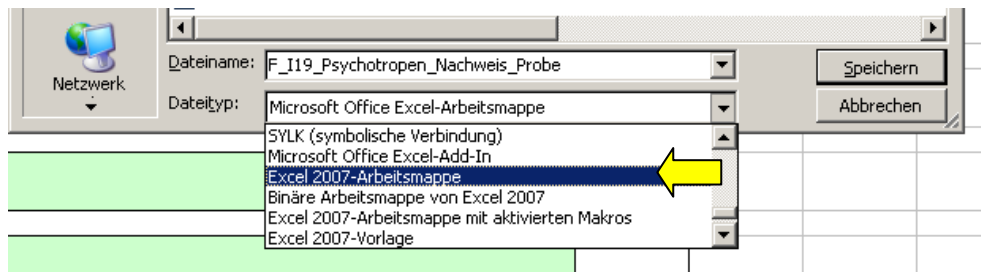 Netzwerk
Dateiname: F_I19_Psychotropen_Nachweis_Probe
Speichern
Dateityp: Microsoft Office Excel-Arbeitsmappe
Abbrechen
SYLK (symbolische Verbindung)
Microsoft Office Excel-Add-In
Excel 2007-Arbeitsmappe
Binäre Arbeitsmappe von Excel 2007
Excel 2007-Arbeitsmappe mit aktivierten Makros
Excel 2007-Vorlage